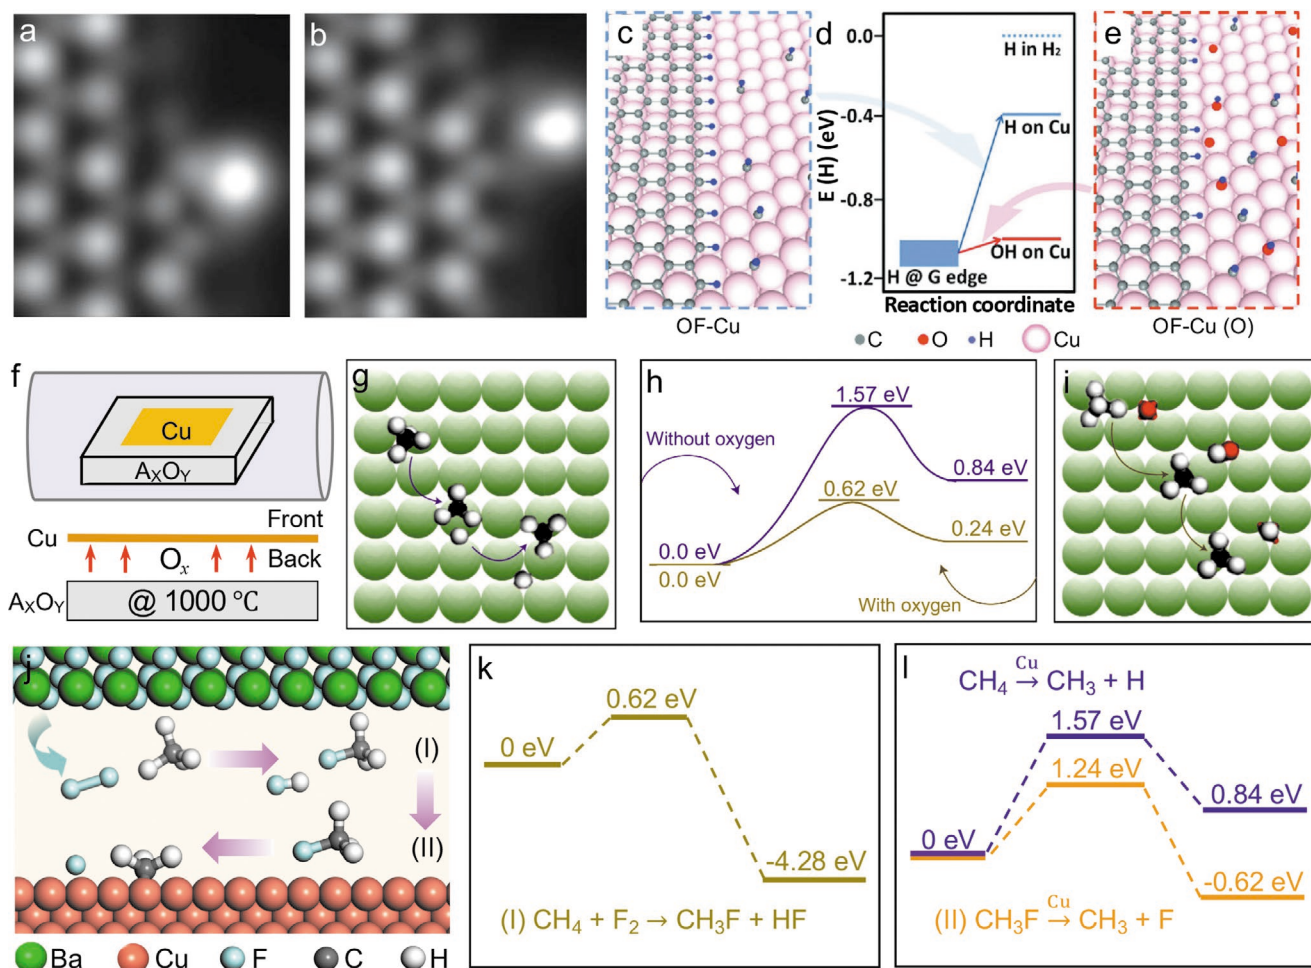 a
b
c
OF-Cu
d
0.0
-0.4
-0.8
-1.2
E (H) (eV)
H in H₂
H on Cu
OH on Cu
H @ G edge
Reaction coordinate
e
OF-Cu (O)
C O H Cu
f
Cu
AₓOᵧ
Cu
Front
Back
Oₓ
AₓOᵧ
@ 1000 ℃
g
h
1.57 eV
Without oxygen
0.84 eV
0.62 eV
0.24 eV
0.0 eV
0.0 eV
With oxygen
i
j
(I)
(II)
Ba Cu F C H
k
0.62 eV
0 eV
-4.28 eV
(I) CH₄ + F₂ → CH₃F + HF
l
Cu
CH₄ → CH₃ + H
1.57 eV
1.24 eV
0.84 eV
0 eV
-0.62 eV
Cu
(II) CH₃F → CH₃ + F